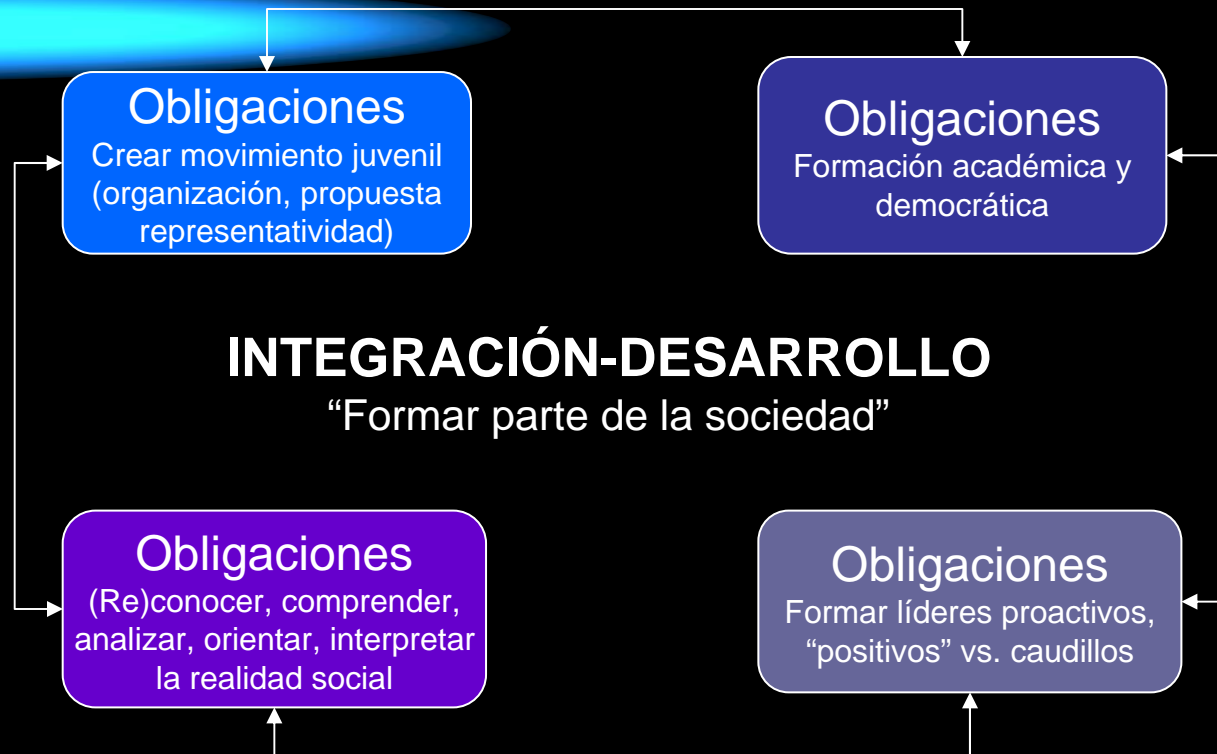 Obligaciones
Crear movimiento juvenil
(organización, propuesta
representatividad)
Obligaciones
Formación académica y
democrática
INTEGRACIÓN-DESARROLLO
“Formar parte de la sociedad”
Obligaciones
(Re)conocer, comprender,
analizar, orientar, interpretar
la realidad social
Obligaciones
Formar líderes proactivos,
“positivos” vs. caudillos